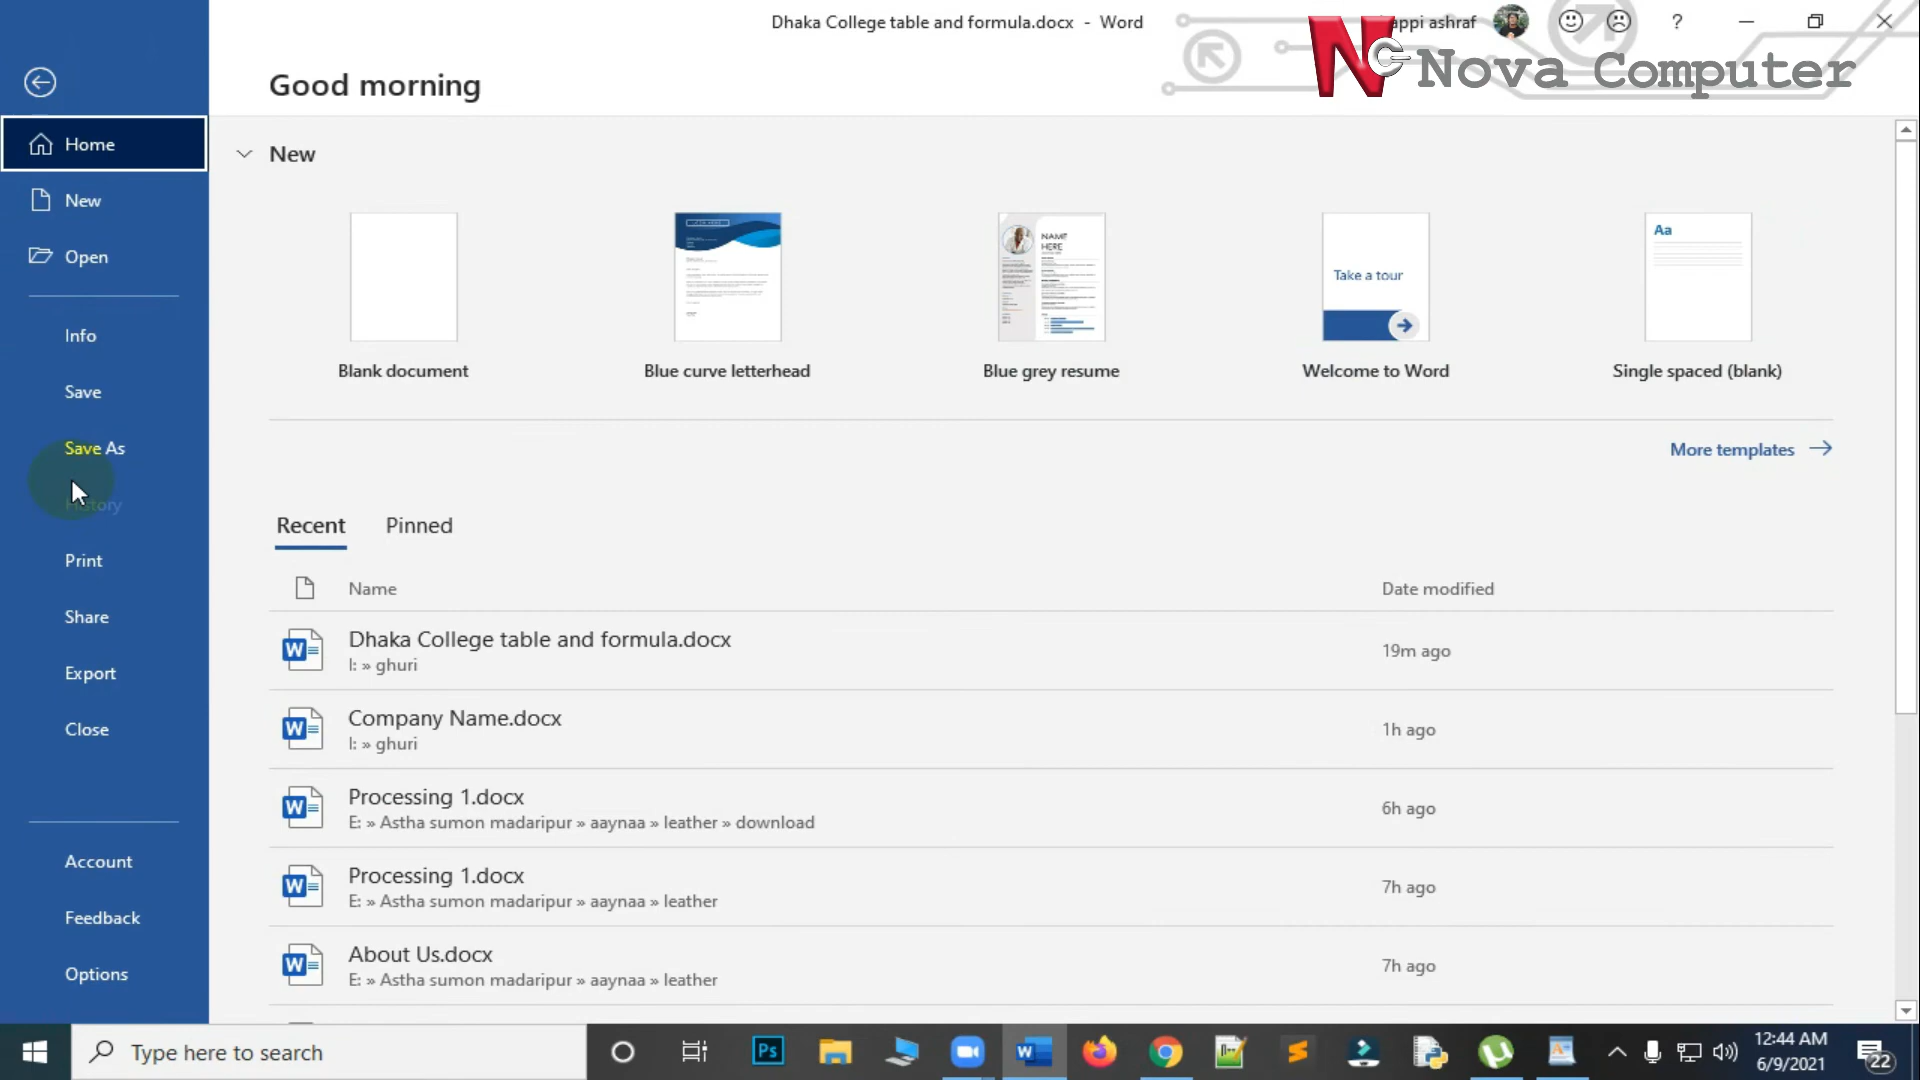 Dhaka College table and formula.docx - Word
appi ashraf
?
Nova Computer
Good morning
Home
New
Open
Info
Save
Save As
History
Print
Share
Export
Close
Account
Feedback
Options
New
Take a tour
NAME HERE
Aa
Blank document
Blue curve letterhead
Blue grey resume
Welcome to Word
Single spaced (blank)
More templates
Recent
Pinned
Name
Date modified
Dhaka College table and formula.docx
I: » ghuri
19m ago
Company Name.docx
I: » ghuri
1h ago
Processing 1.docx
E: » Astha sumon madaripur » aaynaa » leather » download
6h ago
Processing 1.docx
E: » Astha sumon madaripur » aaynaa » leather
7h ago
About Us.docx
E: » Astha sumon madaripur » aaynaa » leather
7h ago
Type here to search
Ps
12:44 AM
6/9/2021
22